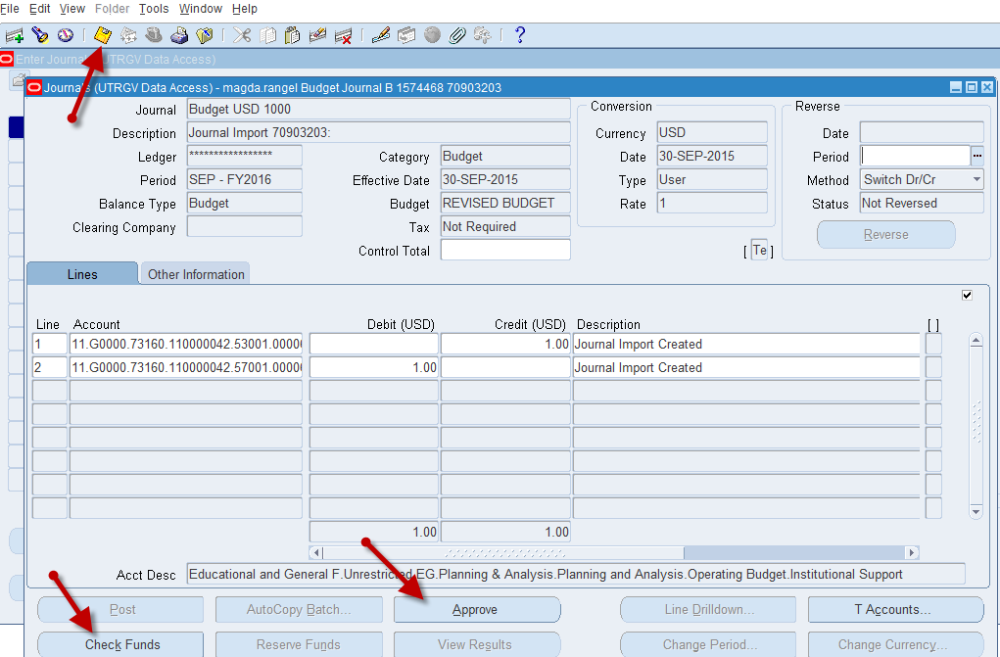 File Edit View Folder Tools Window Help
Enter Journa (UTRGV Data Access)
Journals (UTRGV Data Access) - magda.rangel Budget Journal B 1574468 70903203
Journal Budget USD 1000
Description Journal Import 70903203:
Ledger *****************
Category Budget
Period SEP - FY2016
Effective Date 30-SEP-2015
Balance Type Budget
Budget REVISED BUDGET
Clearing Company
Tax Not Required
Control Total
Conversion
Currency USD
Date 30-SEP-2015
Type User
Rate 1
[ Te ]
Reverse
Date
Period ...
Method Switch Dr/Cr
Status Not Reversed
Reverse
Lines Other Information
Line Account Debit (USD) Credit (USD) Description [ ]
1 11.G0000.73160.110000042.53001.0000 1.00 Journal Import Created
2 11.G0000.73160.110000042.57001.0000 1.00 Journal Import Created
1.00 1.00
Acct Desc Educational and General F.Unrestricted EG.Planning & Analysis.Planning and Analysis.Operating Budget.Institutional Support
Post AutoCopy Batch... Approve Line Drilldown... T Accounts...
Check Funds Reserve Funds View Results Change Period... Change Currency...